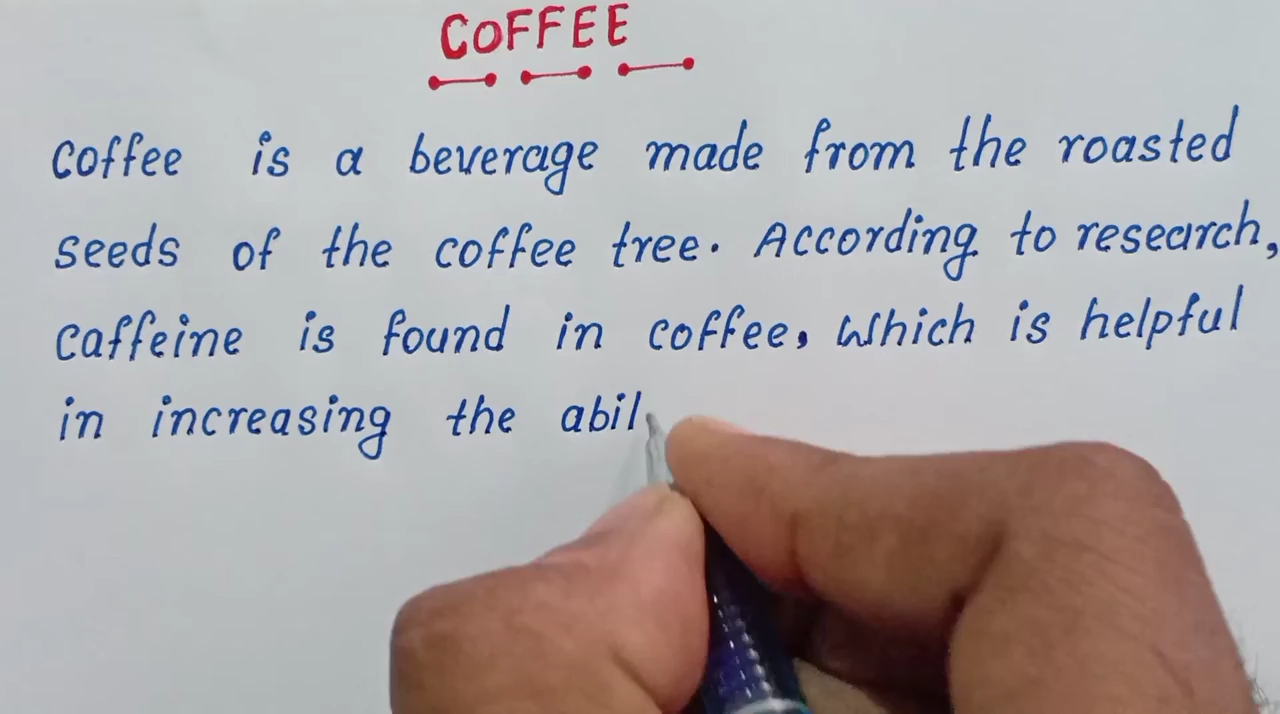 COFFEE
Coffee is a beverage made from the roasted
seeds of the coffee tree. According to research,
caffeine is found in coffee, which is helpful
in increasing the abil